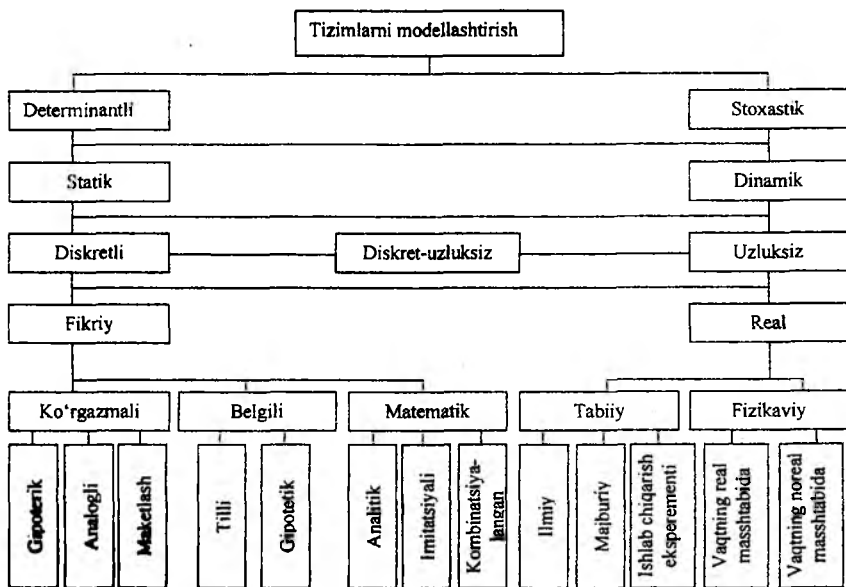 Tizimlarni modellashtirish
Determinantli
Stoxastik
Statik
Dinamik
Diskretli
Diskret-uzluksiz
Uzluksiz
Fikriy
Real
Ko‘rgazmali
Belgili
Matematik
Tabiiy
Fizikaviy
Gipoterik
Analogli
Maketlash
Tilli
Gipotetik
Analitik
Imitatsiyali
Kombinatsiya-
langan
Ilmiy
Majburiy
Ishlab chiqarish
eksperementi
Vaqtning real
masshtabida
Vaqtning noreal
masshtabida